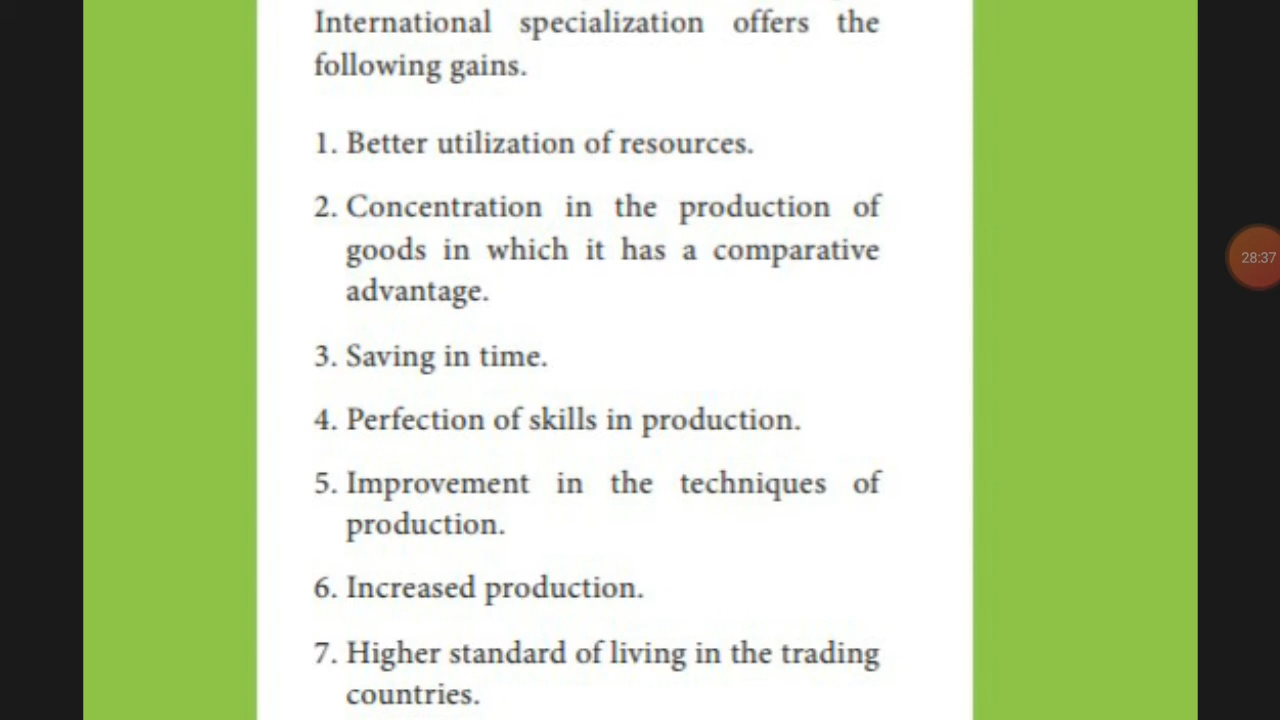 International specialization offers the
following gains.
1. Better utilization of resources.
2. Concentration in the production of
goods in which it has a comparative
advantage.
3. Saving in time.
4. Perfection of skills in production.
5. Improvement in the techniques of
production.
6. Increased production.
7. Higher standard of living in the trading
countries.
28:37